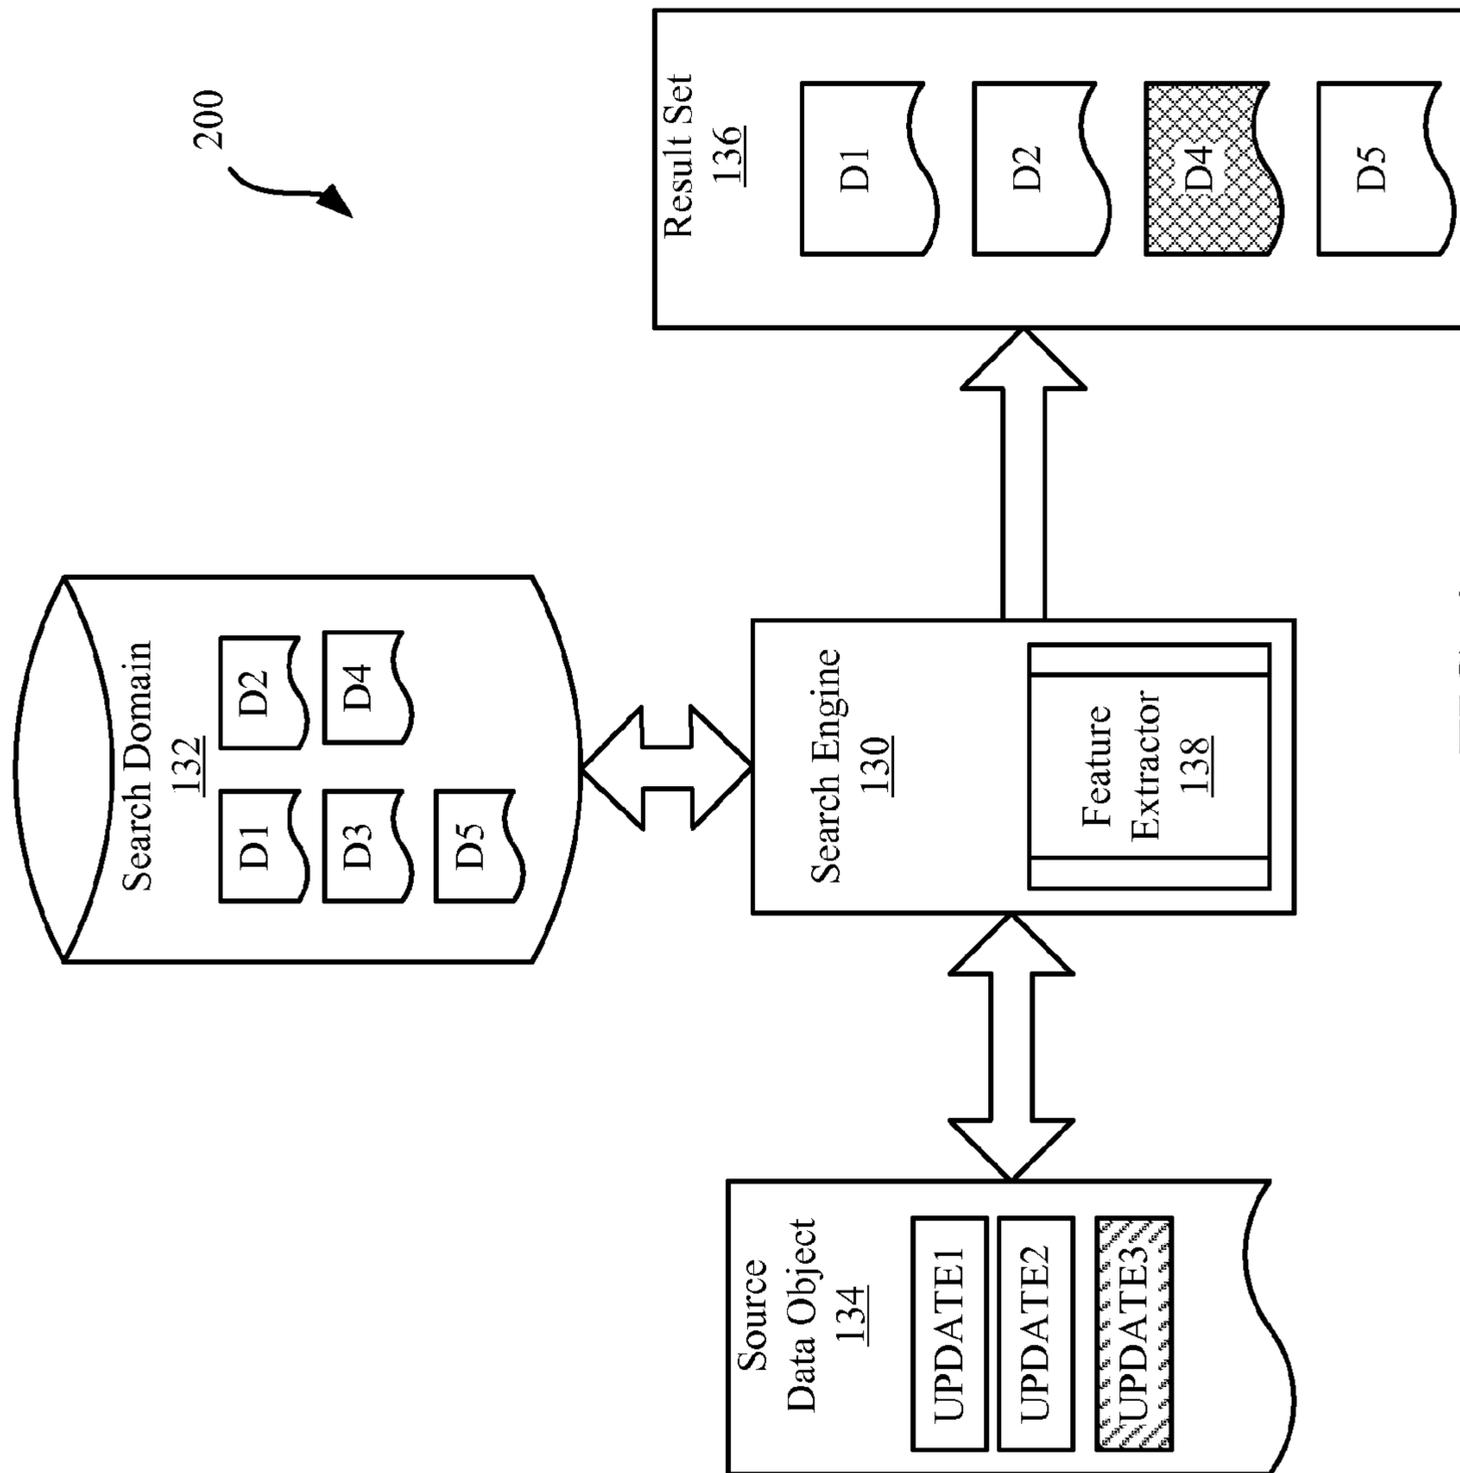 200
Search Domain
132
D1
D2
D3
D4
D5
Source
Data Object
134
UPDATE1
UPDATE2
UPDATE3
Search Engine
130
Feature
Extractor
138
Result Set
136
D1
D2
D4
D5